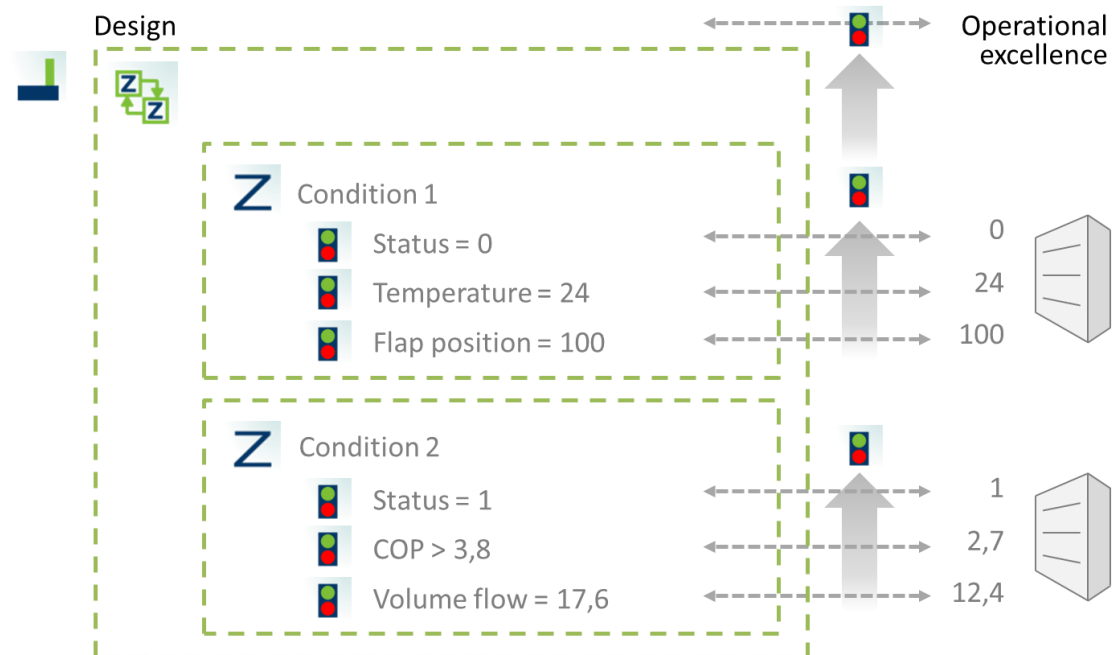 Design
Operational
excellence
Z
Z
Z Condition 1
Status = 0
0
Temperature = 24
24
Flap position = 100
100
Z Condition 2
Status = 1
1
COP > 3,8
2,7
Volume flow = 17,6
12,4